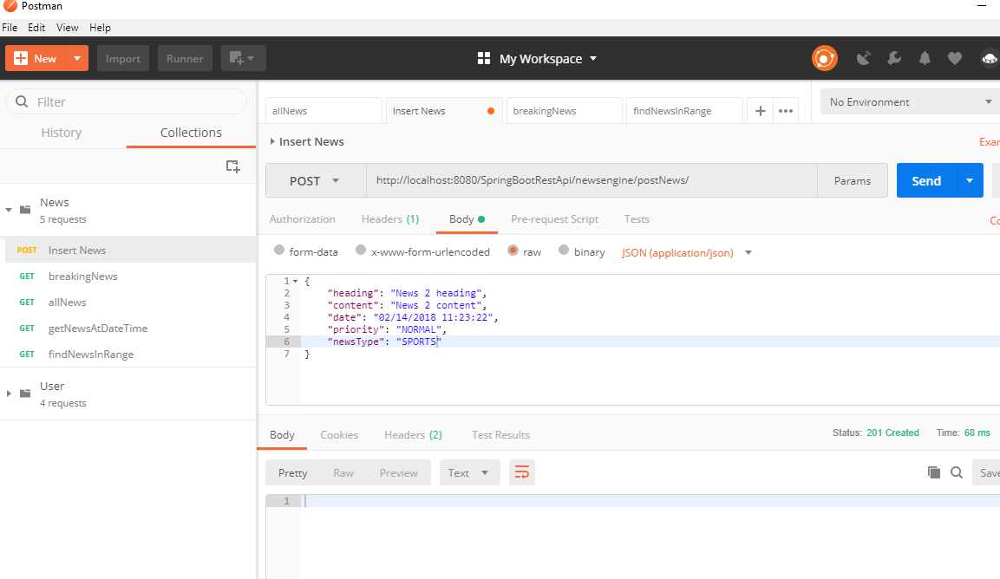 Postman
File Edit View Help
New Import Runner My Workspace
Filter
History Collections
News
5 requests
POST Insert News
GET breakingNews
GET allNews
GET getNewsAtDateTime
GET findNewsInRange
User
4 requests
allNews Insert News breakingNews findNewsInRange + ••• No Environment
Insert News
POST http://localhost:8080/SpringBootRestApi/newsengine/postNews/ Params Send
Authorization Headers (1) Body Pre-request Script Tests
form-data x-www-form-urlencoded raw binary JSON (application/json)
1 {
2 "heading": "News 2 heading",
3 "content": "News 2 content",
4 "date": "02/14/2018 11:23:22",
5 "priority": "NORMAL",
6 "newsType": "SPORTS"
7 }
Body Cookies Headers (2) Test Results Status: 201 Created Time: 68 ms
Pretty Raw Preview Text Save
1